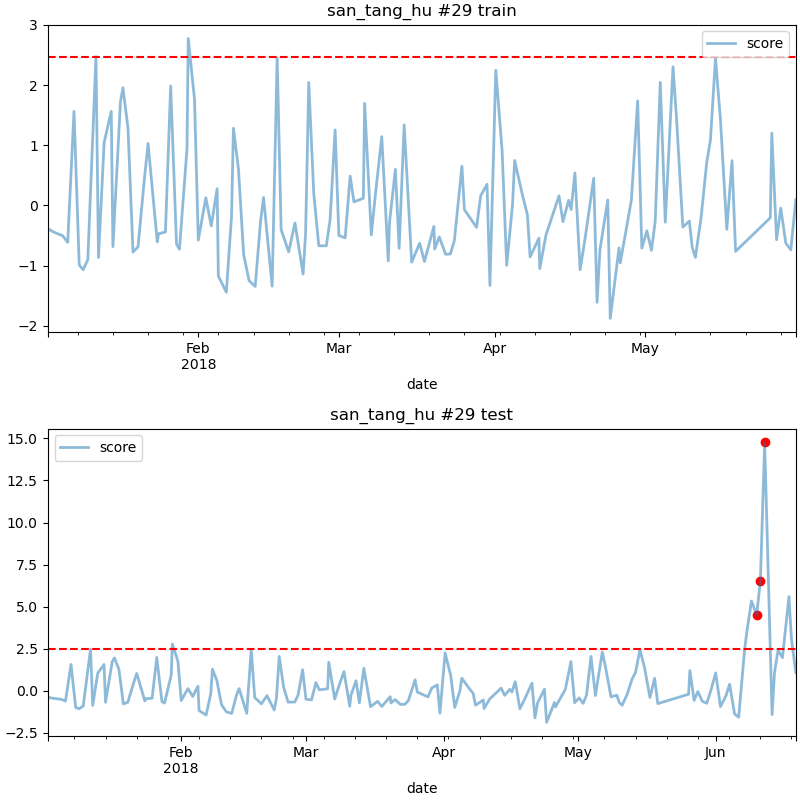 san_tang_hu #29 train
3
score
2
1
0
−1
−2
Feb
Mar
Apr
May
2018
date
san_tang_hu #29 test
15.0
score
12.5
10.0
7.5
5.0
2.5
0.0
−2.5
Feb
Mar
Apr
May
Jun
2018
date